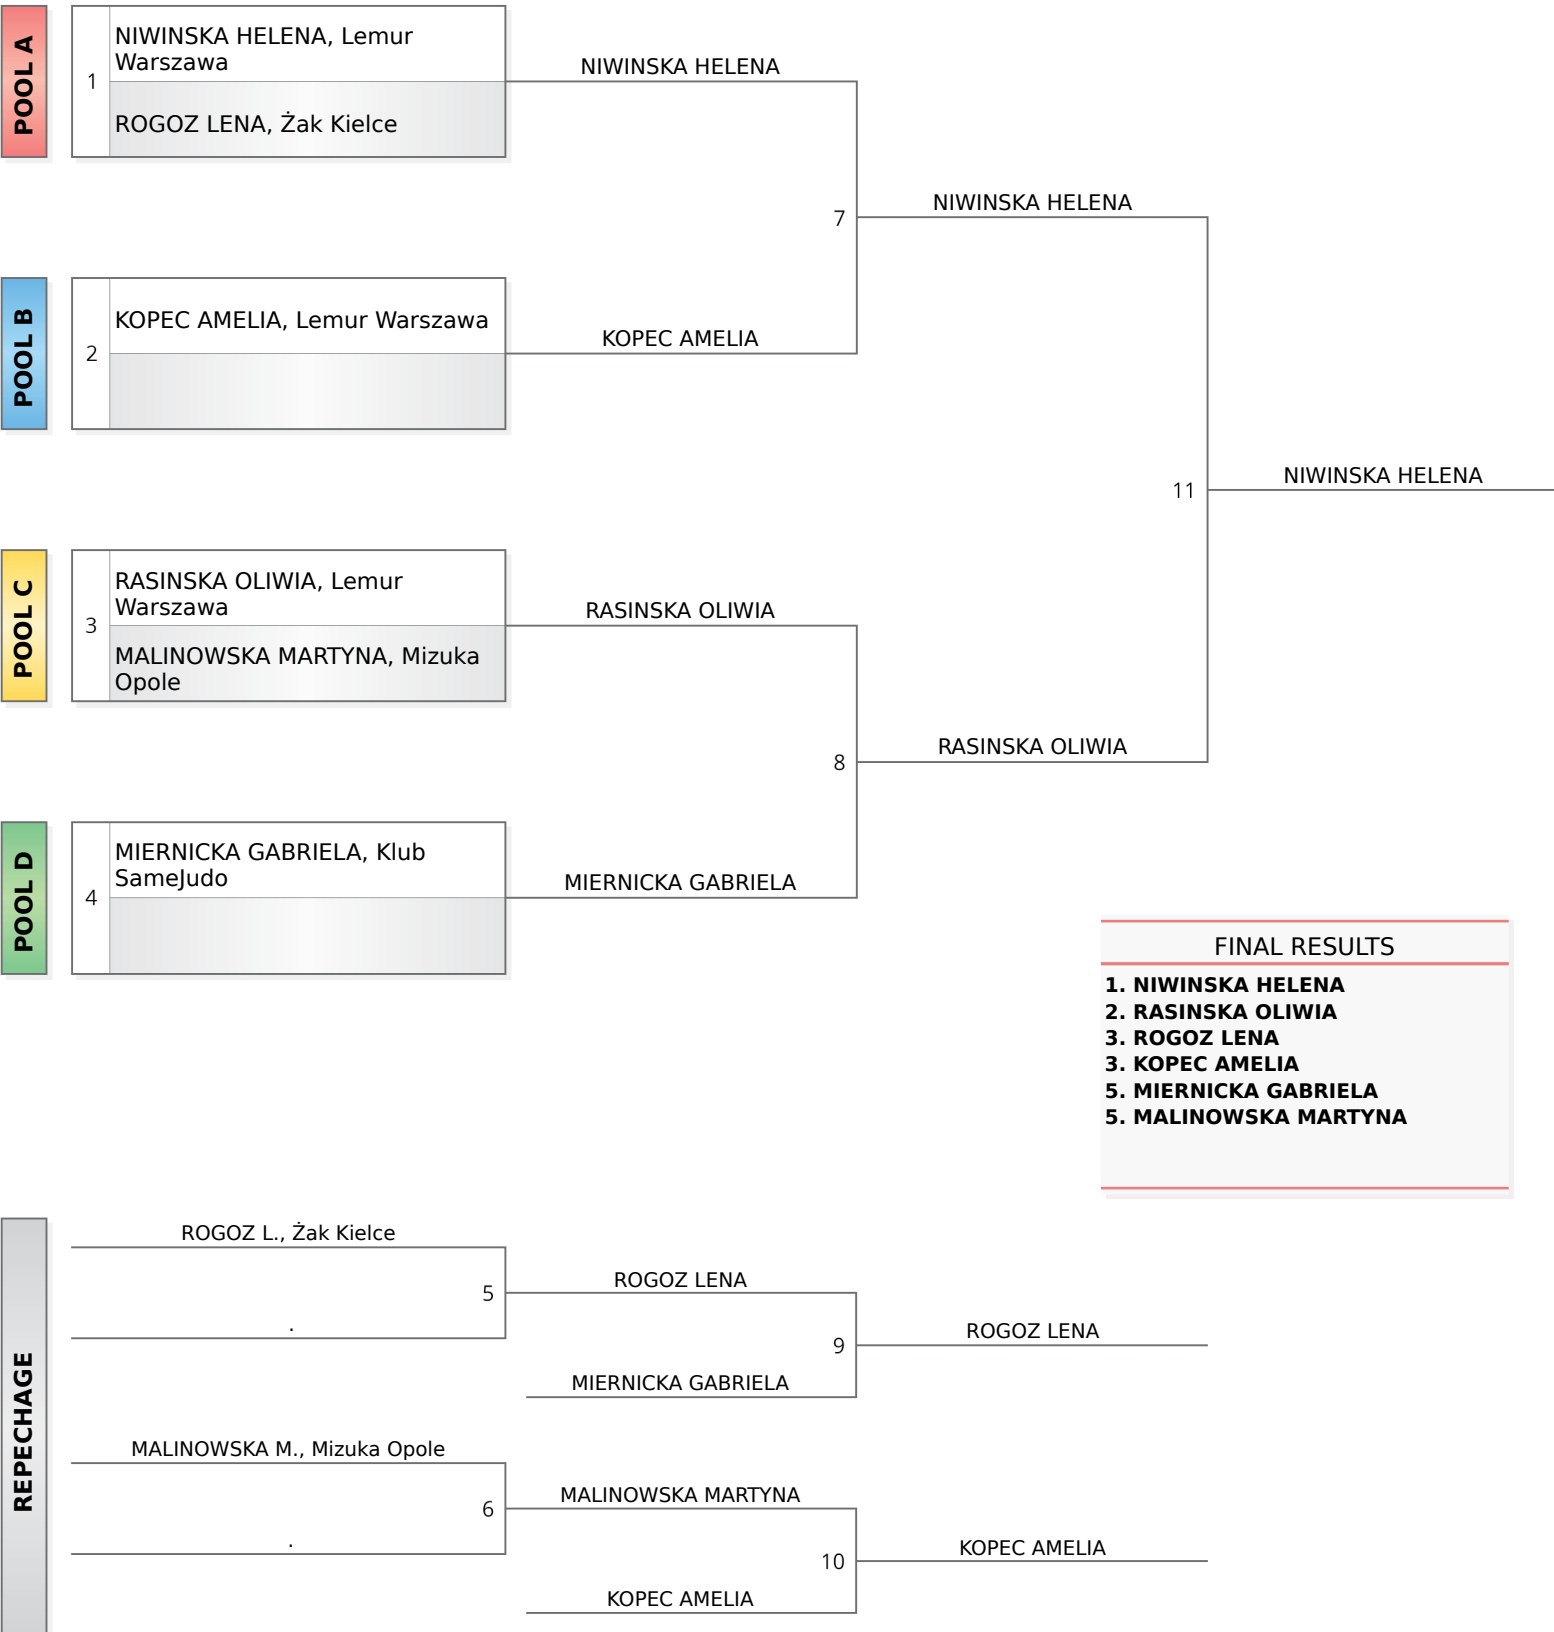 POOL A
1
NIWINSKA HELENA, Lemur
Warszawa
ROGOZ LENA, Żak Kielce
NIWINSKA HELENA
7
NIWINSKA HELENA
POOL B
2
KOPEC AMELIA, Lemur Warszawa
KOPEC AMELIA
11
NIWINSKA HELENA
POOL C
3
RASINSKA OLIWIA, Lemur
Warszawa
MALINOWSKA MARTYNA, Mizuka
Opole
RASINSKA OLIWIA
8
RASINSKA OLIWIA
POOL D
4
MIERNICKA GABRIELA, Klub
SameJudo
MIERNICKA GABRIELA
FINAL RESULTS
1. NIWINSKA HELENA
2. RASINSKA OLIWIA
3. ROGOZ LENA
3. KOPEC AMELIA
5. MIERNICKA GABRIELA
5. MALINOWSKA MARTYNA
REPECHAGE
ROGOZ L., Żak Kielce
5
.
ROGOZ LENA
9
MIERNICKA GABRIELA
ROGOZ LENA
MALINOWSKA M., Mizuka Opole
6
.
MALINOWSKA MARTYNA
10
KOPEC AMELIA
KOPEC AMELIA